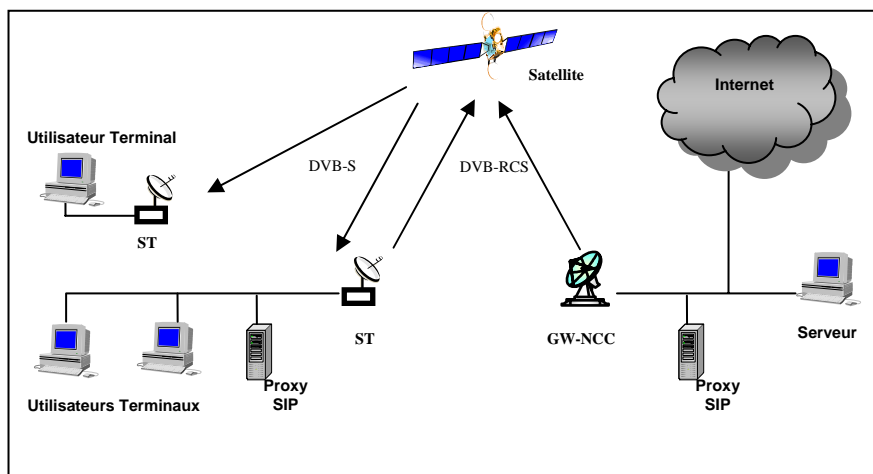 Satellite
Internet
Utilisateur Terminal
DVB-S
DVB-RCS
ST
ST
GW-NCC
Serveur
Utilisateurs Terminaux
Proxy
SIP
Proxy
SIP